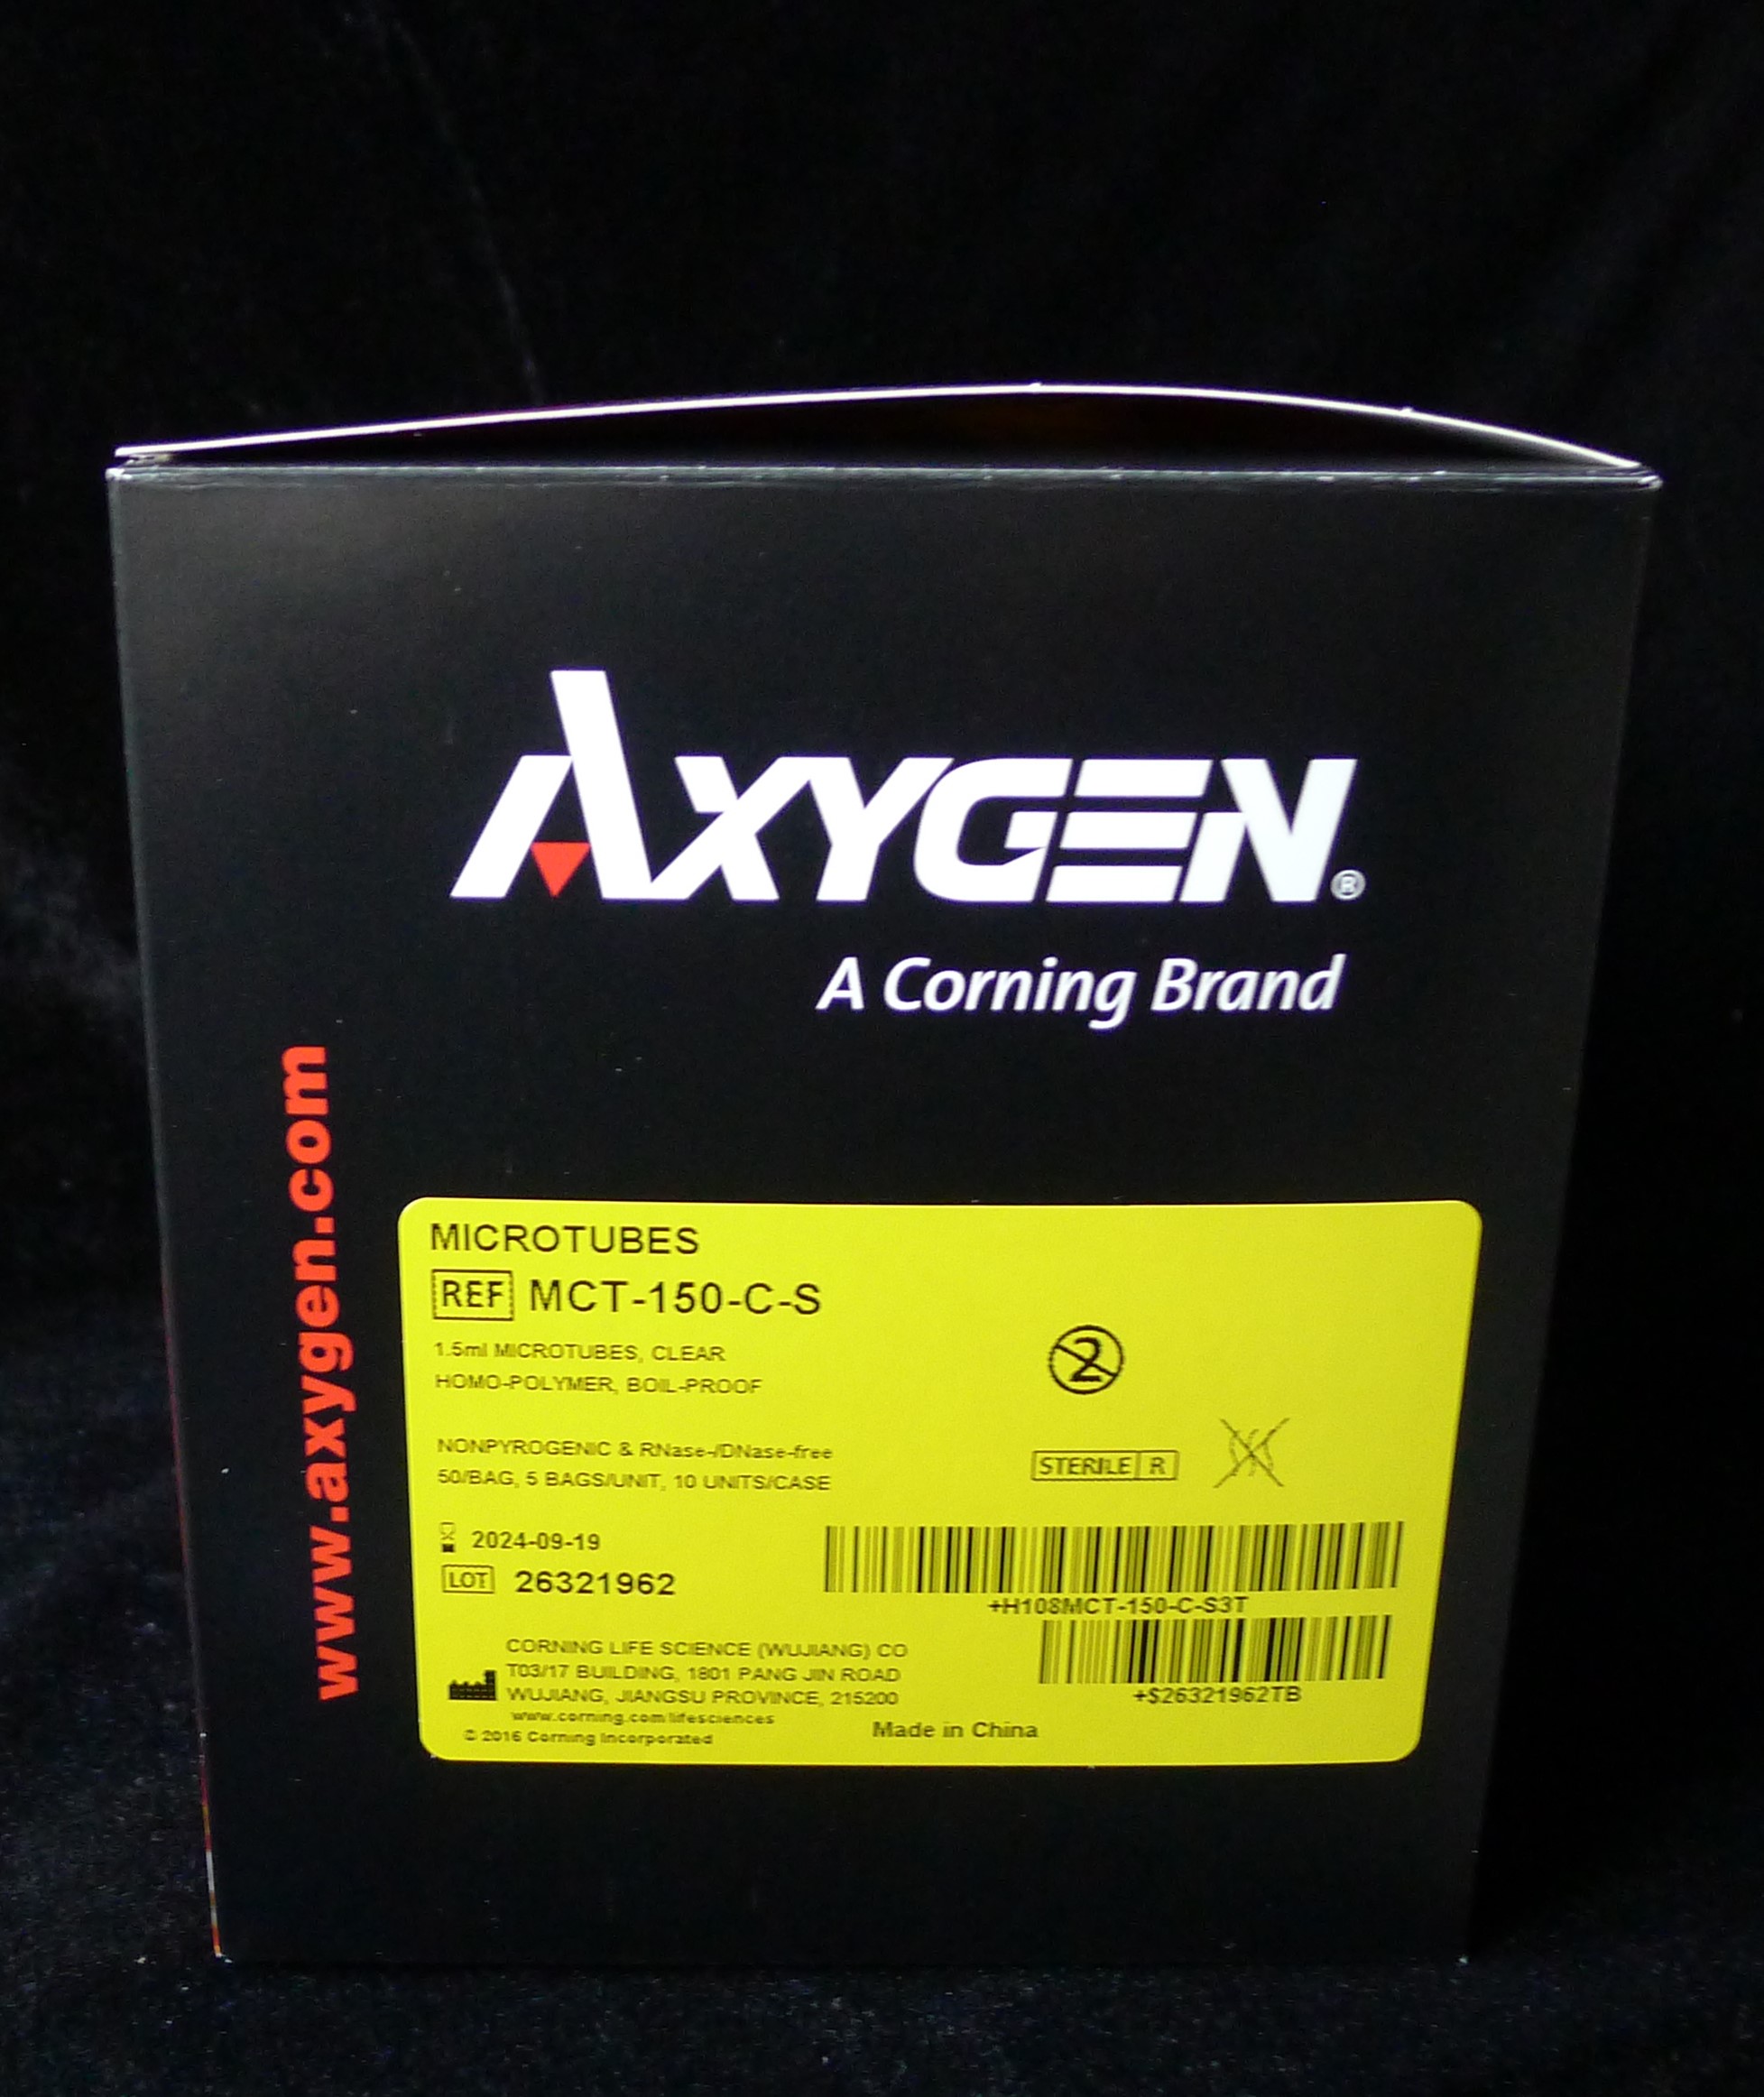 AXYGEN®
A Corning Brand
www.axygen.com
MICROTUBES
REF MCT-150-C-S
1.5ml MICROTUBES, CLEAR
HOMO-POLYMER, BOIL-PROOF
2
NONPYROGENIC & RNase-/DNase-free
STERILE R
50/BAG, 5 BAGS/UNIT, 10 UNITS/CASE
2024-09-19
LOT 26321962
+H108MCT-150-C-S3T
CORNING LIFE SCIENCE (WUJIANG) CO
T03/17 BUILDING, 1801 PANG JIN ROAD
WUJIANG, JIANGSU PROVINCE, 215200
+$26321962TB
www.corning.com/lifesciences
© 2016 Corning Incorporated
Made in China